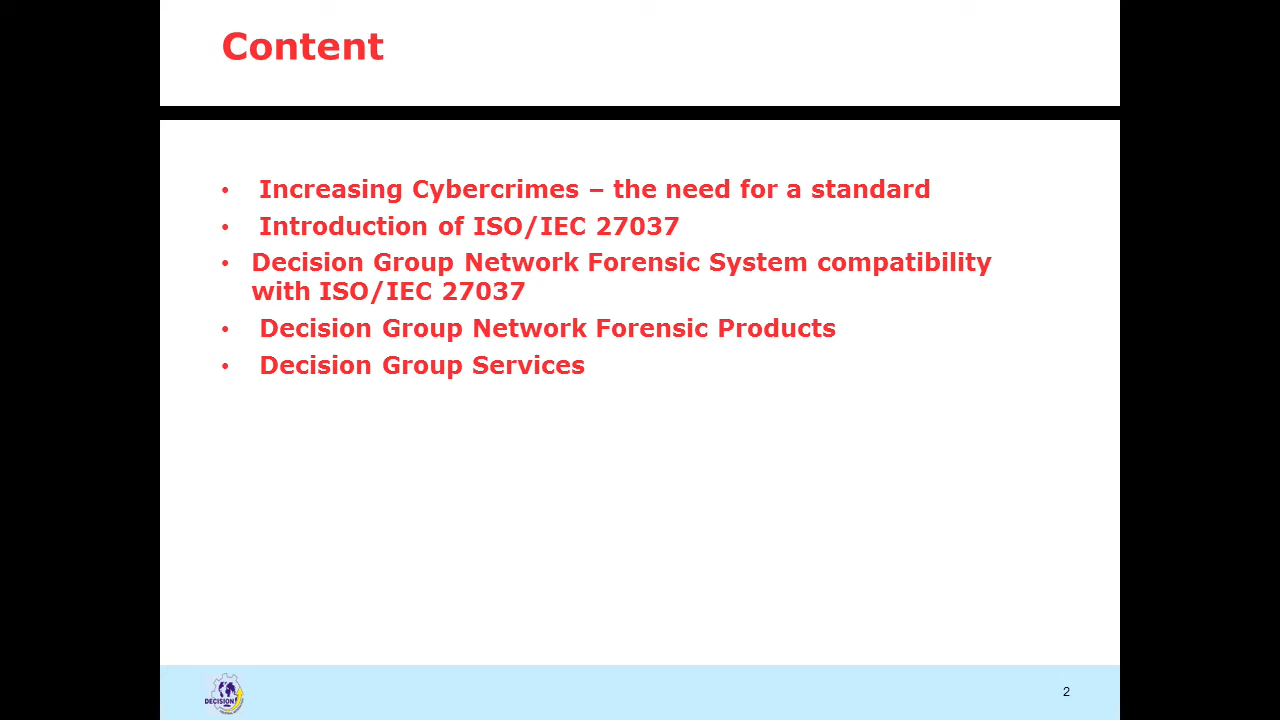 Content
• Increasing Cybercrimes – the need for a standard
• Introduction of ISO/IEC 27037
• Decision Group Network Forensic System compatibility
with ISO/IEC 27037
• Decision Group Network Forensic Products
• Decision Group Services
DECISION
2